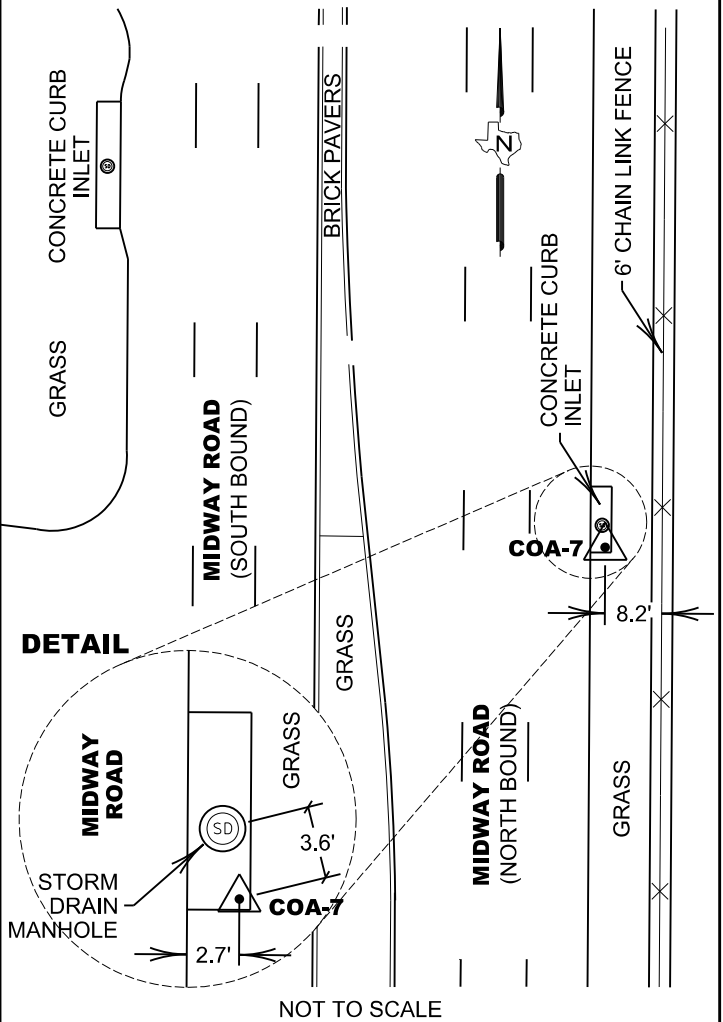 CONCRETE CURB
INLET
GRASS
MIDWAY ROAD
(SOUTH BOUND)
BRICK PAVERS
N
6' CHAIN LINK FENCE
CONCRETE CURB
INLET
SD
SD
COA-7
8.2'
GRASS
MIDWAY ROAD
(NORTH BOUND)
GRASS
DETAIL
MIDWAY
ROAD
GRASS
SD
3.6'
STORM
DRAIN
MANHOLE
COA-7
2.7'
NOT TO SCALE